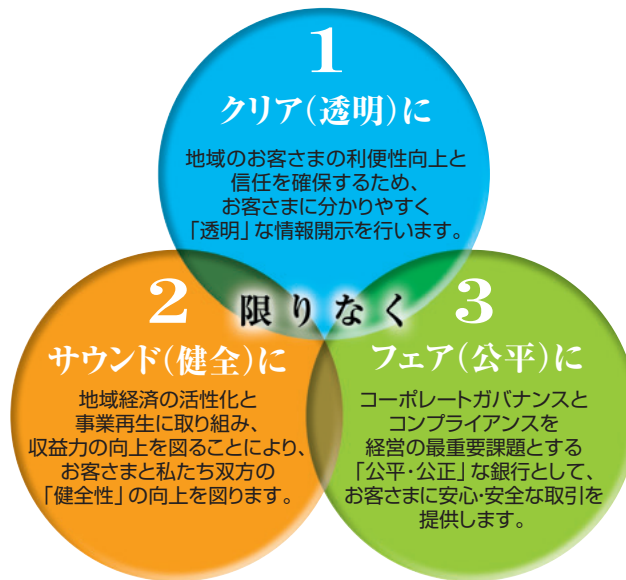 1
クリア(透明)に
地域のお客さまの利便性向上と
信任を確保するため、
お客さまに分かりやすく
「透明」な情報開示を行います。
限りなく
2
サウンド(健全)に
地域経済の活性化と
事業再生に取り組み、
収益力の向上を図ることにより、
お客さまと私たち双方の
「健全性」の向上を図ります。
3
フェア(公平)に
コーポレートガバナンスと
コンプライアンスを
経営の最重要課題とする
「公平・公正」な銀行として、
お客さまに安心・安全な取引を
提供します。